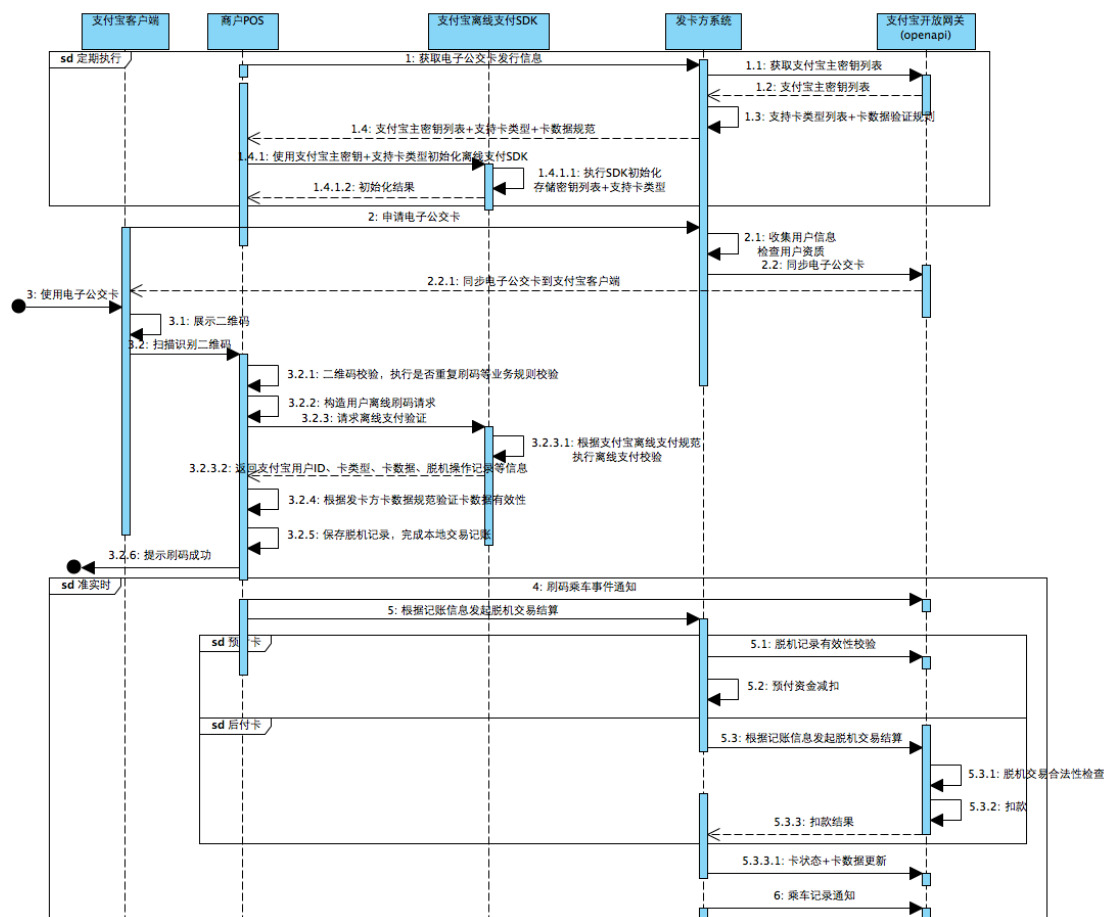 支付宝客户端
商户POS
支付宝离线支付SDK
发卡方系统
支付宝开放网关
(openapi)
sd 定期执行
1: 获取电子公交卡发行信息
1.1: 获取支付宝主密钥列表
1.2: 支付宝主密钥列表
1.3: 支持卡类型列表+卡数据验证规则
1.4: 支付宝主密钥列表+支持卡类型+卡数据规范
1.4.1: 使用支付宝主密钥+支持卡类型初始化离线支付SDK
1.4.1.1: 执行SDK初始化
存储密钥列表+支持卡类型
1.4.1.2: 初始化结果
2: 申请电子公交卡
2.1: 收集用户信息
检查用户资质
2.2: 同步电子公交卡
2.2.1: 同步电子公交卡到支付宝客户端
3: 使用电子公交卡
3.1: 展示二维码
3.2: 扫描识别二维码
3.2.1: 二维码校验，执行是否重复刷码等业务规则校验
3.2.2: 构造用户离线刷码请求
3.2.3: 请求离线支付验证
3.2.3.1: 根据支付宝离线支付规范
执行离线支付校验
3.2.3.2: 返回支付宝用户ID、卡类型、卡数据、脱机操作记录等信息
3.2.4: 根据发卡方卡数据规范验证卡数据有效性
3.2.5: 保存脱机记录，完成本地交易记账
3.2.6: 提示刷码成功
sd 准实时
4: 刷码乘车事件通知
5: 根据记账信息发起脱机交易结算
sd 预付卡
5.1: 脱机记录有效性校验
5.2: 预付资金减扣
sd 后付卡
5.3: 根据记账信息发起脱机交易结算
5.3.1: 脱机交易合法性检查
5.3.2: 扣款
5.3.3: 扣款结果
5.3.3.1: 卡状态+卡数据更新
6: 乘车记录通知